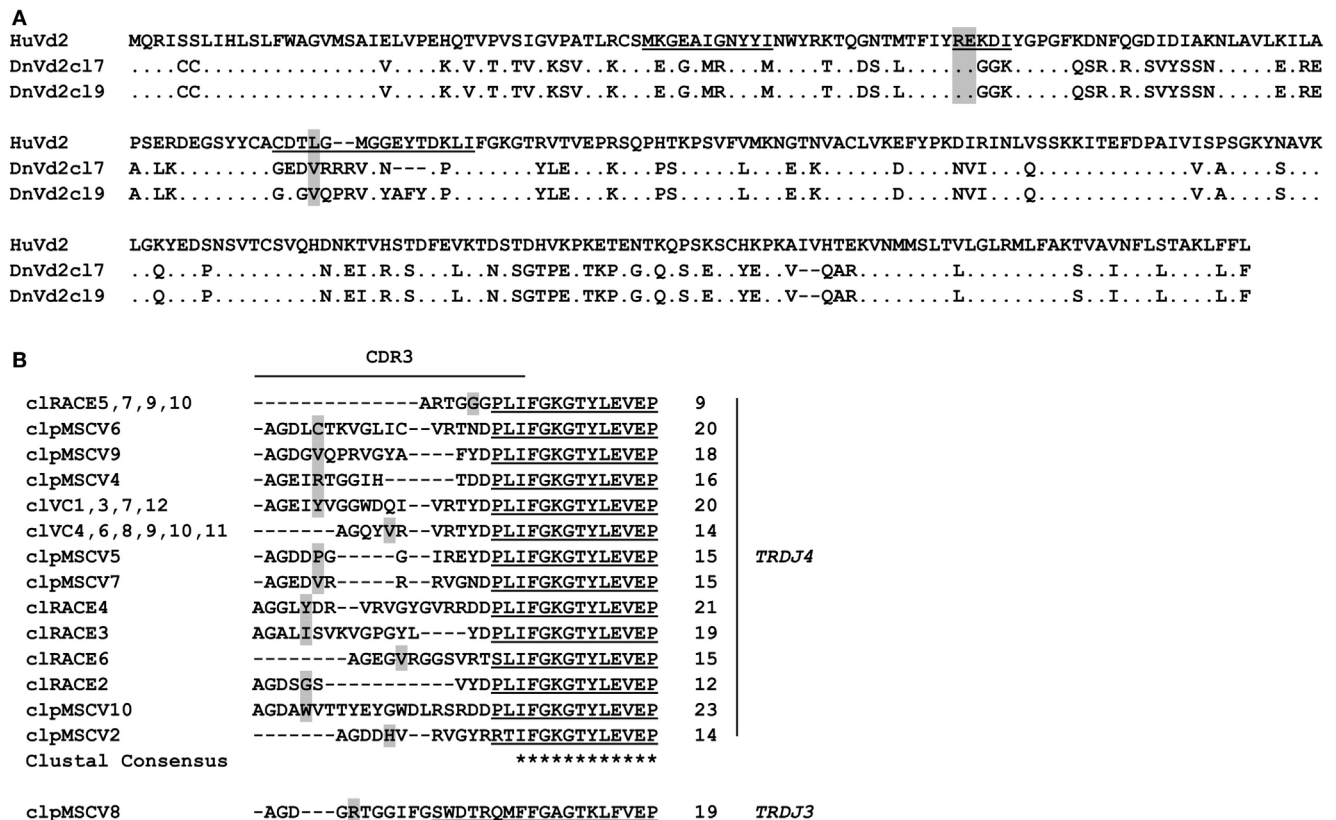 A
HuVd2 MQRISSLIHLSLFWAGVMSAIELVPEHQTVPVSIGVPATLRCSMKGEAIGNYYINWYRKTQGNTMTFIYREKDIYGPGFKDNFQGDIDIAKNLAVLKILA
DnVd2cl7 ....CC...............V....K.V.T.TV.KSV..K...E.G.MR...M....T..DS.L.....GGK.....QSR.R.SVYSSN.....E.RE
DnVd2cl9 ....CC...............V....K.V.T.TV.KSV..K...E.G.MR...M....T..DS.L.....GGK.....QSR.R.SVYSSN.....E.RE
HuVd2 PSERDEGSYYCACDTLG--MGGEYTDKLIFGKGTRVTVEPRSQPHTKPSVFVMKNGTNVACLVKEFYPKDIRINLVSSKKITEFDPAIVISPSGKYNAVK
DnVd2cl7 A.LK........GEDVRRRV.N---.P.......YLE...K...PS.....L...E.K......D...NVI...Q.............V.A....S...
DnVd2cl9 A.LK........G.GVQPRV.YAFY.P.......YLE...K...PS.....L...E.K......D...NVI...Q.............V.A....S...
HuVd2 LGKYEDSNSVTCSVQHDNKTVHSTDFEVKTDSTDHVKPKETENTKQPSKSCHKPKAIVHTEKVNMMSLTVLGLRMLFAKTVAVNFLSTAKLFFL
DnVd2cl7 ..Q...P.........N.EI.R.S...L..N.SGTPE.TKP.G.Q.S.E..YE..V--QAR........L........S..I...L....L.F
DnVd2cl9 ..Q...P.........N.EI.R.S...L..N.SGTPE.TKP.G.Q.S.E..YE..V--QAR........L........S..I...L....L.F
B
CDR3
clRACE5,7,9,10 --------------ARTGGGPLIFGKGTYLEVEP 9
clpMSCV6 -AGDLCTKVGLIC--VRTNDPLIFGKGTYLEVEP 20
clpMSCV9 -AGDGVQPRVGYA----FYDPLIFGKGTYLEVEP 18
clpMSCV4 -AGEIRTGGIH------TDDPLIFGKGTYLEVEP 16
clVC1,3,7,12 -AGEIYVGGWDQI--VRTYDPLIFGKGTYLEVEP 20
clVC4,6,8,9,10,11 -------AGQYVR--VRTYDPLIFGKGTYLEVEP 14
clpMSCV5 -AGDDPG-----G--IREYDPLIFGKGTYLEVEP 15
clpMSCV7 -AGEDVR-----R--RVGNDPLIFGKGTYLEVEP 15
clRACE4 AGGLYDR--VRVGYGVRRDDPLIFGKGTYLEVEP 21
clRACE3 AGALISVKVGPGYL----YDPLIFGKGTYLEVEP 19
clRACE6 --------AGEGVRGGSVRTSLIFGKGTYLEVEP 15
clRACE2 AGDSGS-----------VYDPLIFGKGTYLEVEP 12
clpMSCV10 AGDAWVTTYEYGWDLRSRDDPLIFGKGTYLEVEP 23
clpMSCV2 -------AGDDHV--RVGYRRTIFGKGTYLEVEP 14
Clustal Consensus ************
TRDJ4
clpMSCV8 -AGD---GRTGGIFGSWDTRQMFFGAGTKLFVEP 19 TRDJ3